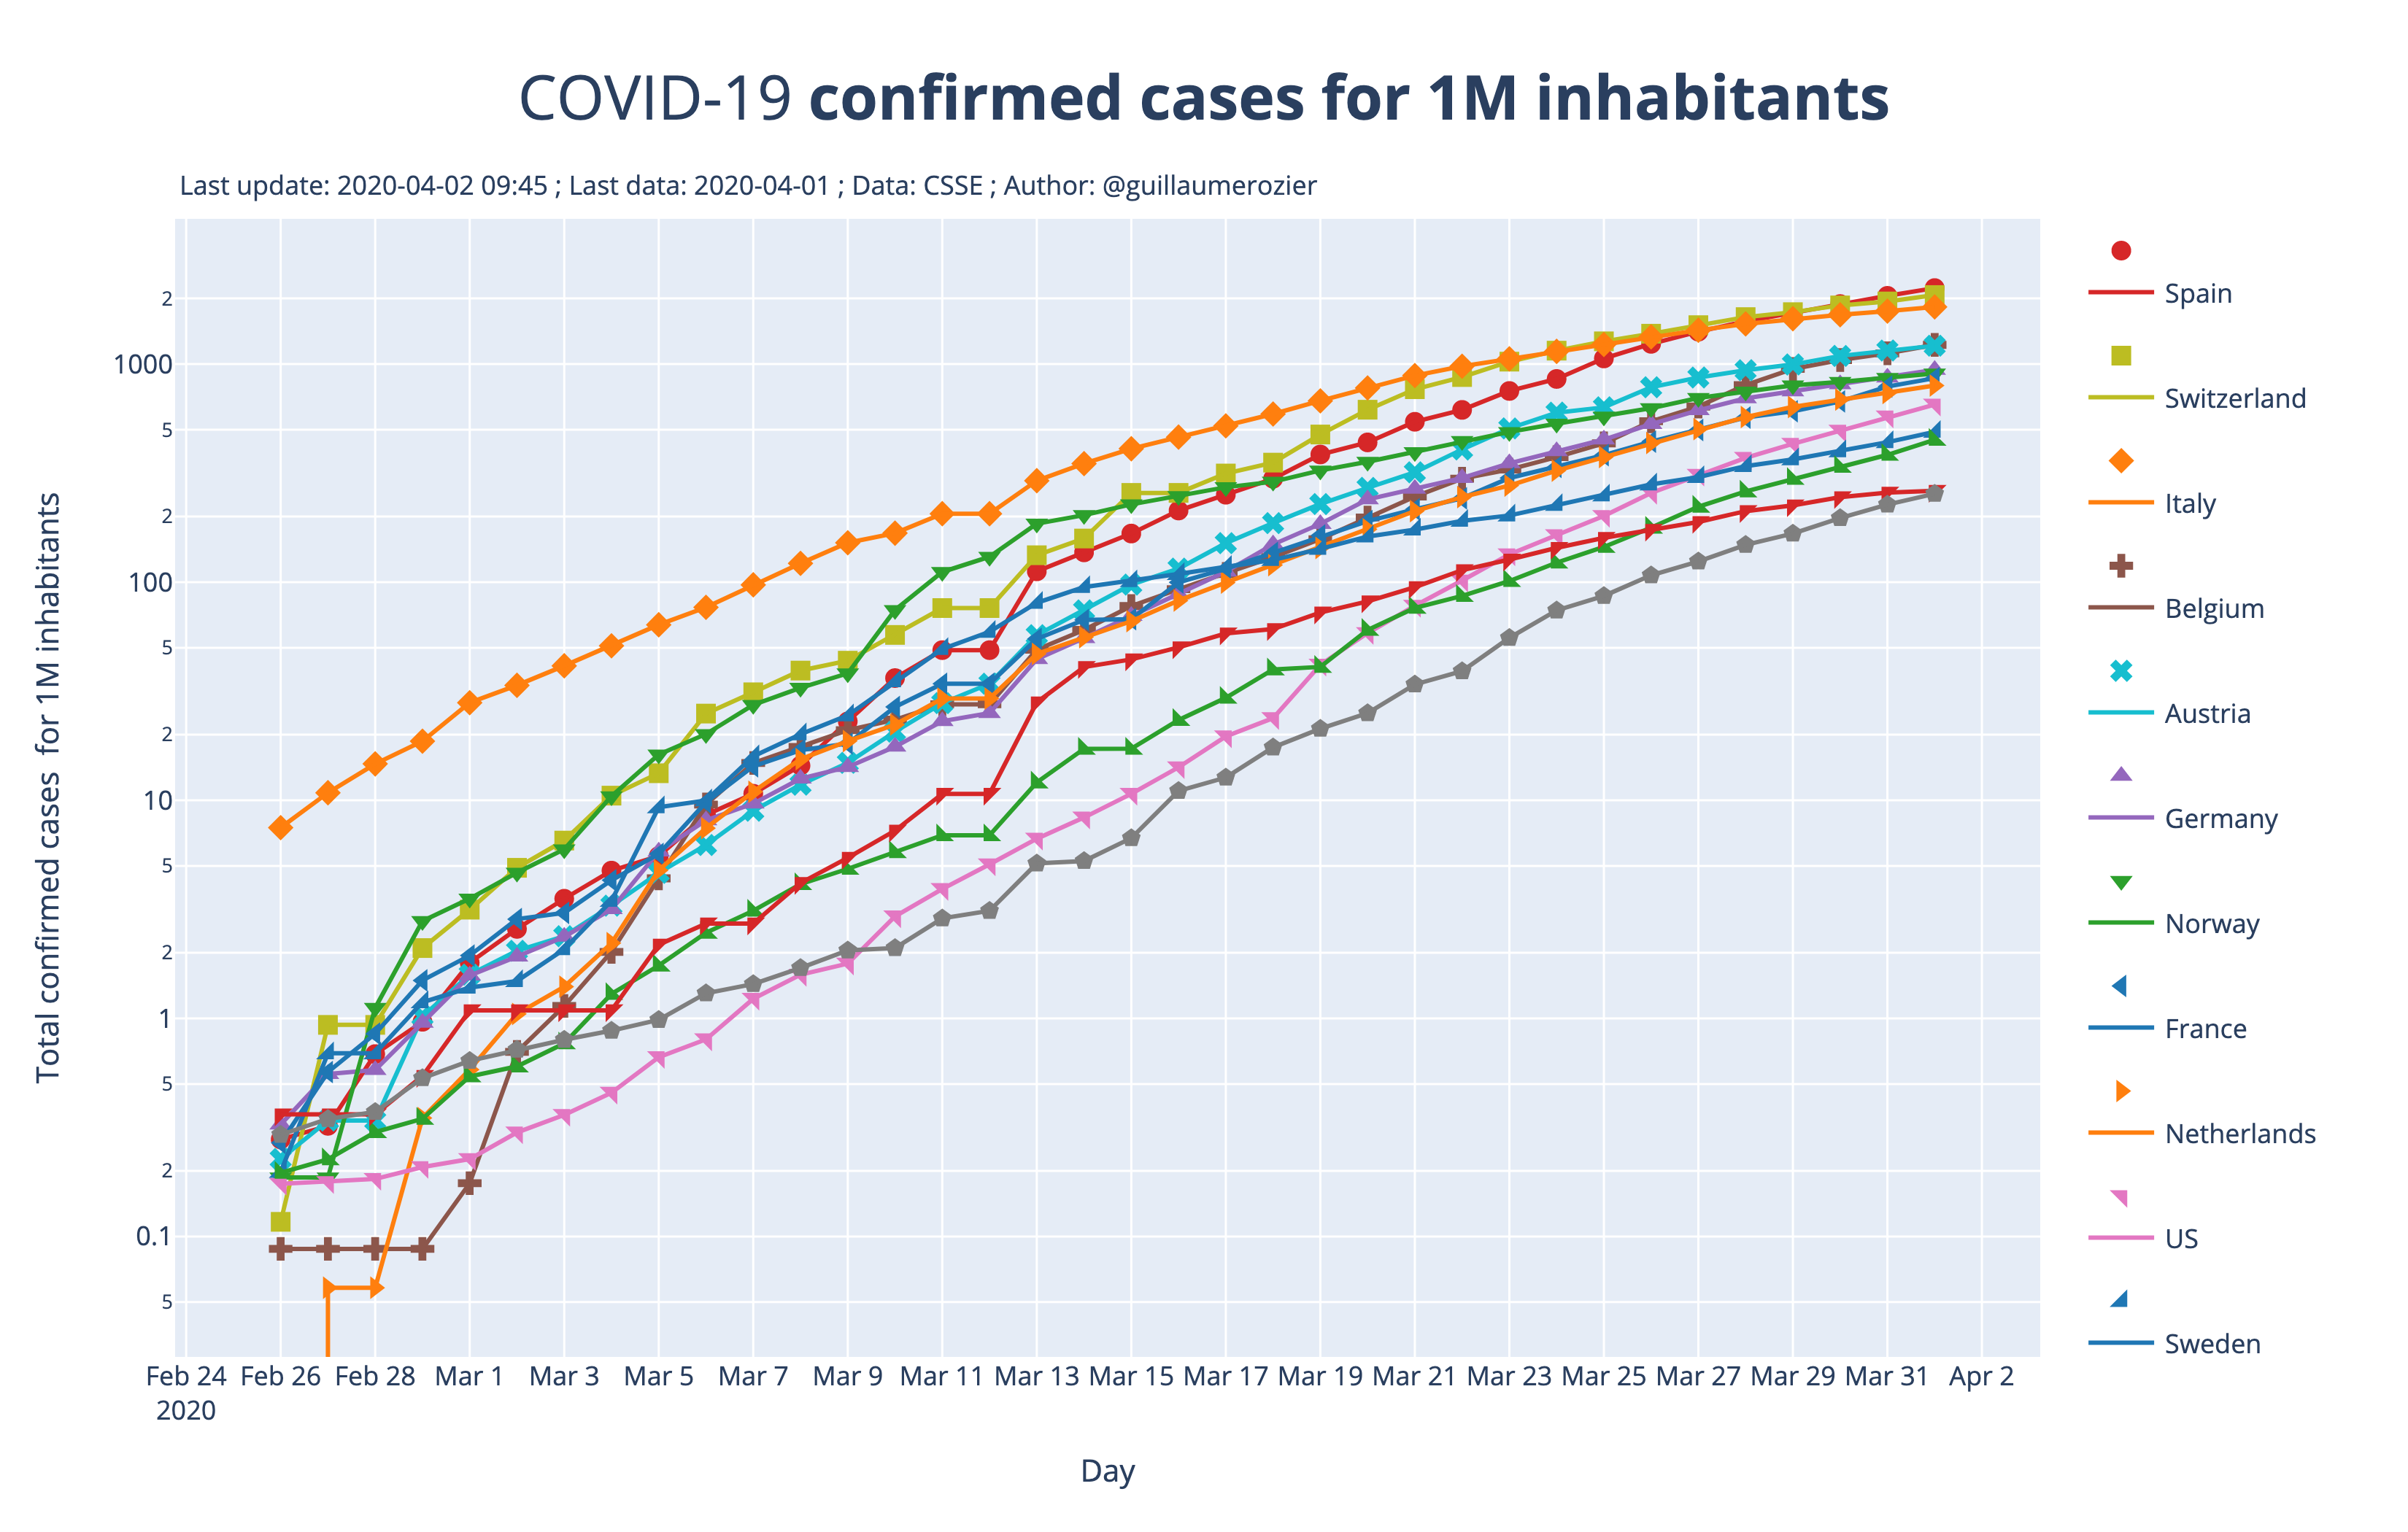 COVID-19 confirmed cases for 1M inhabitants
Last update: 2020-04-02 09:45 ; Last data: 2020-04-01 ; Data: CSSE ; Author: @guillaumerozier
Total confirmed cases for 1M inhabitants
2
1000
5
2
100
5
2
10
5
2
1
5
2
0.1
5
Feb 24 Feb 26 Feb 28 Mar 1 Mar 3 Mar 5 Mar 7 Mar 9 Mar 11 Mar 13 Mar 15 Mar 17 Mar 19 Mar 21 Mar 23 Mar 25 Mar 27 Mar 29 Mar 31 Apr 2
2020
Day
Spain
Switzerland
Italy
Belgium
Austria
Germany
Norway
France
Netherlands
US
Sweden